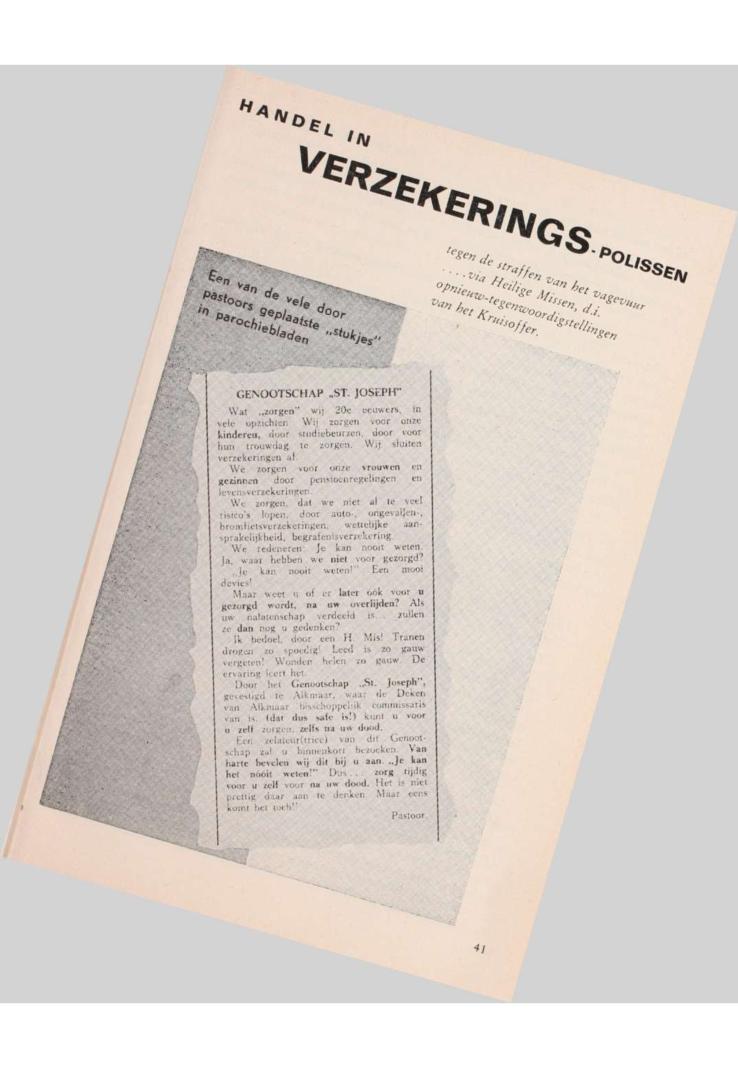 HANDEL IN
VERZEKERINGS-POLISSEN
tegen de straffen van het vagevuur
....via Heilige Missen, d.i.
opnieuw-tegenwoordigstellingen
van het Kruisoffer.
Een van de vele door
pastoors geplaatste „stukjes"
in parochiebladen
GENOOTSCHAP „ST. JOSEPH"
Wat „zorgen" wij 20e eeuwers, in
vele opzichten. Wij zorgen voor onze
kinderen, door studiebeurzen, door voor
hun trouwdag te zorgen. Wij sluiten
verzekeringen af.
We zorgen voor onze vrouwen en
gezinnen door pensioenregelingen en
levensverzekeringen.
We zorgen, dat we niet al te veel
risico's lopen, door auto-, ongevallen-,
bromfietsverzekeringen, wettelijke aan-
sprakelijkheid, begrafenisverzekering.
We redeneren: Je kan nooit weten.
Ja, waar hebben we niet voor gezorgd?
„Je kan nooit weten!" Een mooi
devies!
Maar weet u of er later ook voor u
gezorgd wordt, na uw overlijden? Als
uw nalatenschap verdeeld is... zullen
ze dan nog u gedenken?
Ik bedoel, door een H. Mis! Tranen
drogen zo spoedig! Leed is zo gauw
vergeten! Wonden helen zo gauw. De
ervaring leert het.
Door het Genootschap „St. Joseph",
gevestigd te Alkmaar, waar de Deken
van Alkmaar bisschoppelijk commissaris
van is, (dat dus safe is!) kunt u voor
u zelf zorgen, zelfs na uw dood.
Een zelateur(trice) van dit Genoot-
schap zal u binnenkort bezoeken. Van
harte bevelen wij dit bij u aan. „Je kan
het nooit weten!" Dus... zorg tijdig
voor u zelf voor na uw dood. Het is niet
prettig daar aan te denken. Maar eens
komt het toch!"
Pastoor.
41